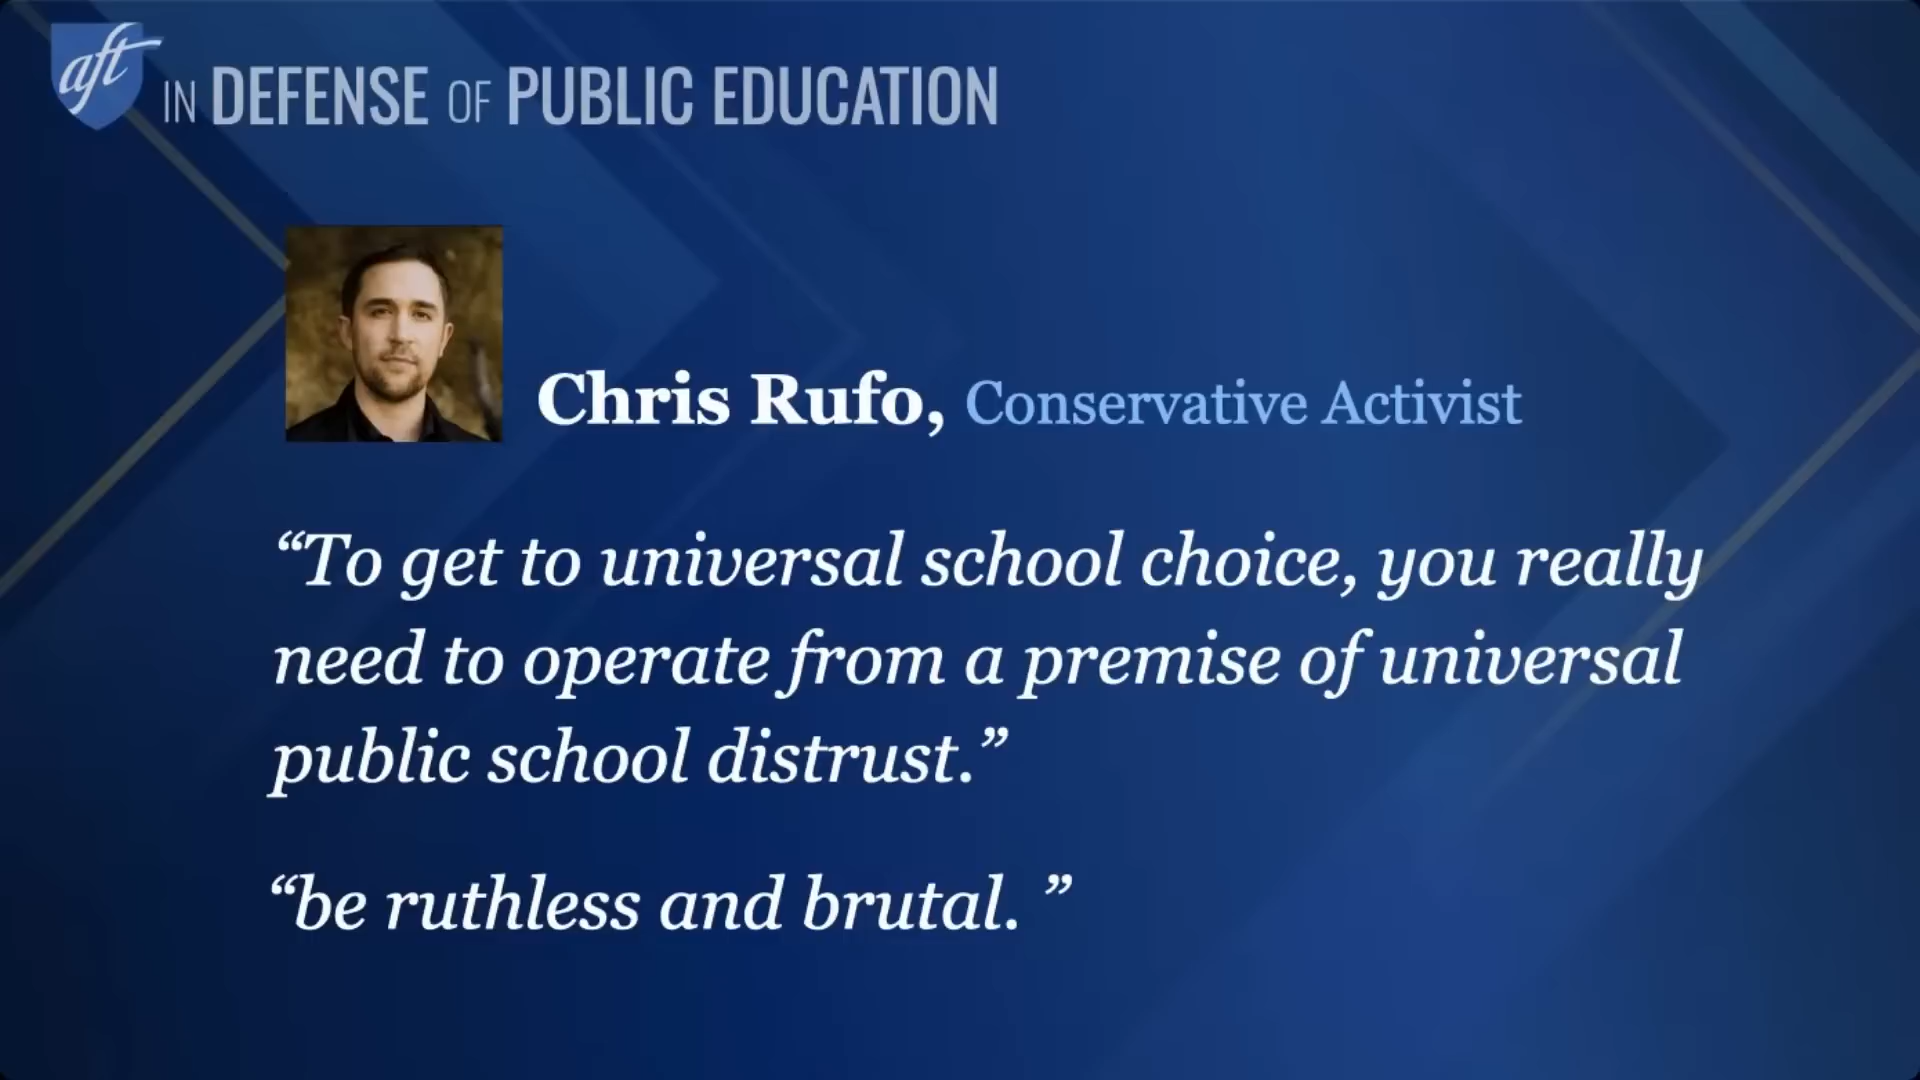 aft IN DEFENSE OF PUBLIC EDUCATION
Chris Rufo, Conservative Activist
“To get to universal school choice, you really
need to operate from a premise of universal
public school distrust.”
“be ruthless and brutal. ”